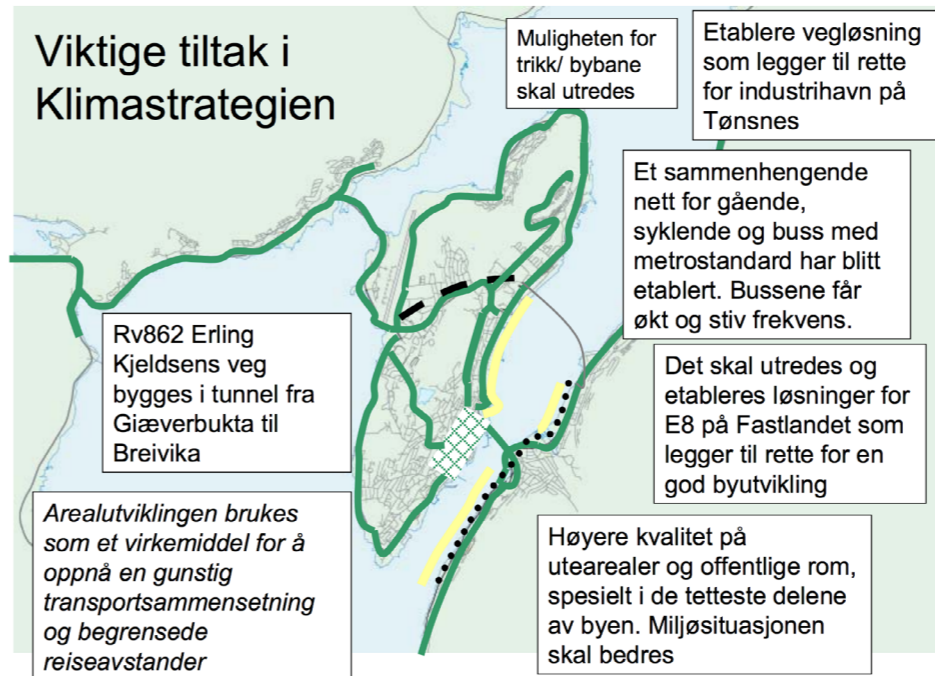 Viktige tiltak i
Klimastrategien
Muligheten for
trikk/ bybane
skal utredes
Etablere vegløsning
som legger til rette
for industrihavn på
Tønsnes
Et sammenhengende
nett for gående,
syklende og buss med
metrostandard har blitt
etablert. Bussene får
økt og stiv frekvens.
Rv862 Erling
Kjeldsens veg
bygges i tunnel fra
Giæverbukta til
Breivika
Det skal utredes og
etableres løsninger for
E8 på Fastlandet som
legger til rette for en
god byutvikling
Arealutviklingen brukes
som et virkemiddel for å
oppnå en gunstig
transportsammensetning
og begrensede
reiseavstander
Høyere kvalitet på
utearealer og offentlige rom,
spesielt i de tetteste delene
av byen. Miljøsituasjonen
skal bedres